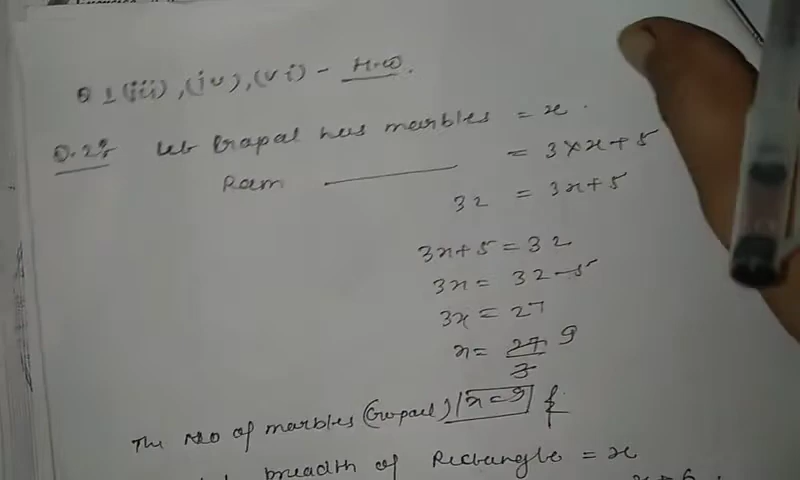 Q 1 (iii), (iv), (vi) - H.W.
Q.2% let Gopal has marbles = x.
Ram ——— = 3 × x + 5
32 = 3x + 5
3x + 5 = 32
3x = 32 - 5
3x = 27
x = 27/3 9
The No of marbles (Gopal) x = 9
breadth of Rectangle = x
x + 6